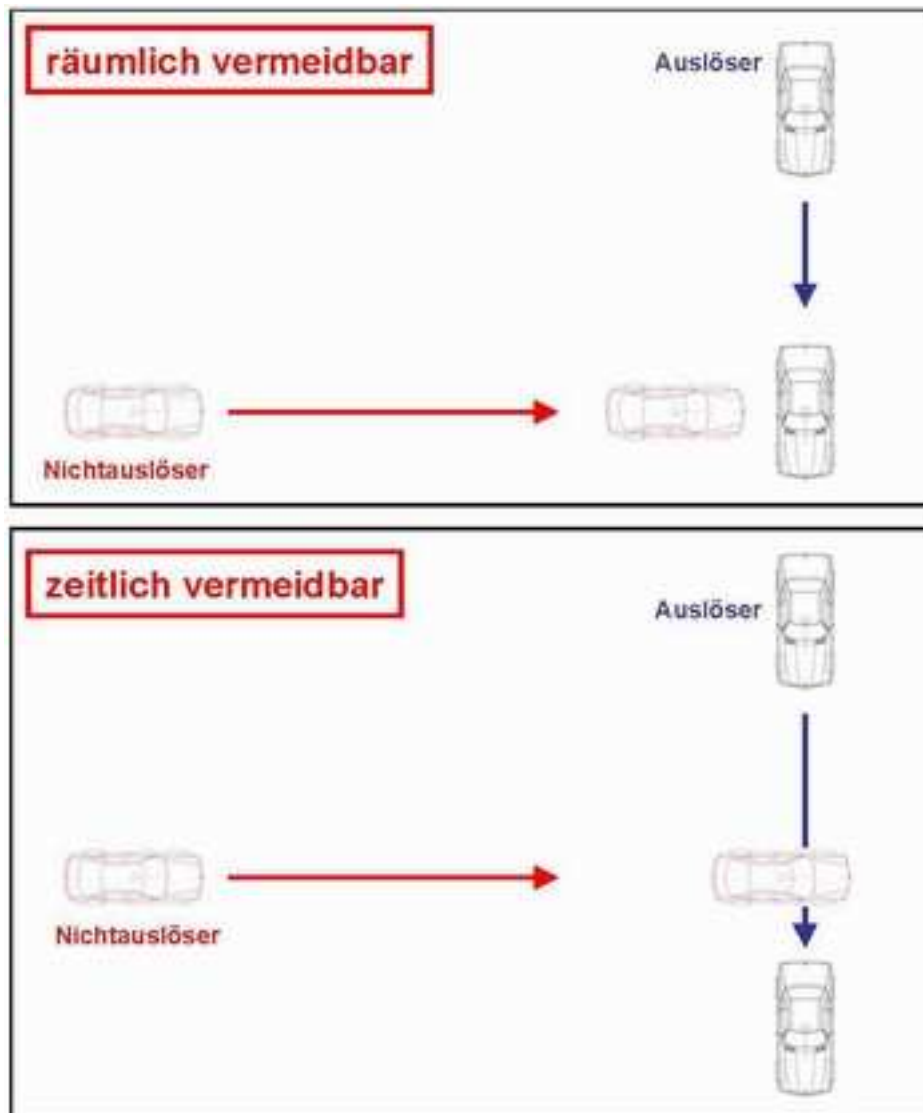 räumlich vermeidbar
Auslöser
Nichtauslöser
zeitlich vermeidbar
Auslöser
Nichtauslöser